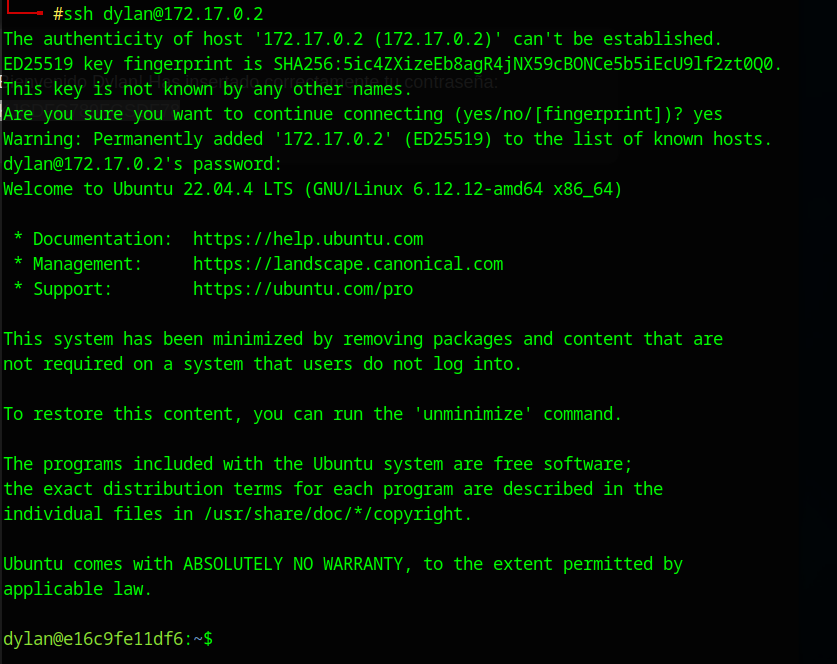 #ssh dylan@172.17.0.2
The authenticity of host '172.17.0.2 (172.17.0.2)' can't be established.
ED25519 key fingerprint is SHA256:5ic4ZXizeEb8agR4jNX59cBONCe5b5iEcU9lf2zt0Q0.
This key is not known by any other names.
Are you sure you want to continue connecting (yes/no/[fingerprint])? yes
Warning: Permanently added '172.17.0.2' (ED25519) to the list of known hosts.
dylan@172.17.0.2's password:
Welcome to Ubuntu 22.04.4 LTS (GNU/Linux 6.12.12-amd64 x86_64)

 * Documentation:  https://help.ubuntu.com
 * Management:     https://landscape.canonical.com
 * Support:        https://ubuntu.com/pro

This system has been minimized by removing packages and content that are
not required on a system that users do not log into.

To restore this content, you can run the 'unminimize' command.

The programs included with the Ubuntu system are free software;
the exact distribution terms for each program are described in the
individual files in /usr/share/doc/*/copyright.

Ubuntu comes with ABSOLUTELY NO WARRANTY, to the extent permitted by
applicable law.

dylan@e16c9fe11df6:~$